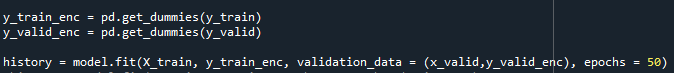 y_train_enc = pd.get_dummies(y_train)
y_valid_enc = pd.get_dummies(y_valid)
history = model.fit(X_train, y_train_enc, validation_data = (x_valid,y_valid_enc), epochs = 50)